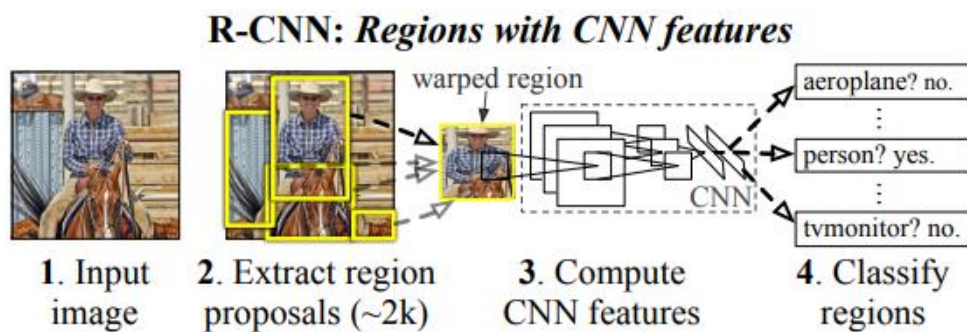 R-CNN: Regions with CNN features
warped region
aeroplane? no.
person? yes.
CNN
tvmonitor? no.
1. Input
image
2. Extract region
proposals (~2k)
3. Compute
CNN features
4. Classify
regions